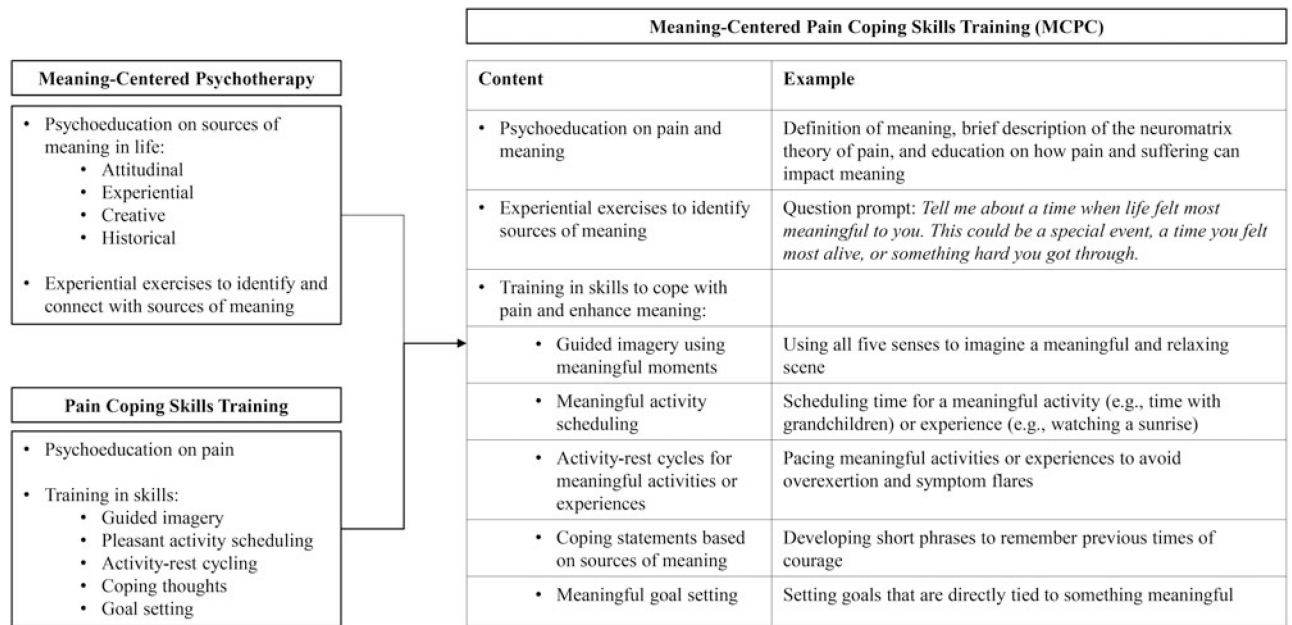 Meaning-Centered Psychotherapy
• Psychoeducation on sources of
meaning in life:
• Attitudinal
• Experiential
• Creative
• Historical
• Experiential exercises to identify and
connect with sources of meaning
Pain Coping Skills Training
• Psychoeducation on pain
• Training in skills:
• Guided imagery
• Pleasant activity scheduling
• Activity-rest cycling
• Coping thoughts
• Goal setting
Meaning-Centered Pain Coping Skills Training (MCPC)
Content
Example
• Psychoeducation on pain and
meaning
Definition of meaning, brief description of the neuromatrix
theory of pain, and education on how pain and suffering can
impact meaning
• Experiential exercises to identify
sources of meaning
Question prompt: Tell me about a time when life felt most
meaningful to you. This could be a special event, a time you felt
most alive, or something hard you got through.
• Training in skills to cope with
pain and enhance meaning:
• Guided imagery using
meaningful moments
Using all five senses to imagine a meaningful and relaxing
scene
• Meaningful activity
scheduling
Scheduling time for a meaningful activity (e.g., time with
grandchildren) or experience (e.g., watching a sunrise)
• Activity-rest cycles for
meaningful activities or
experiences
Pacing meaningful activities or experiences to avoid
overexertion and symptom flares
• Coping statements based
on sources of meaning
Developing short phrases to remember previous times of
courage
• Meaningful goal setting
Setting goals that are directly tied to something meaningful